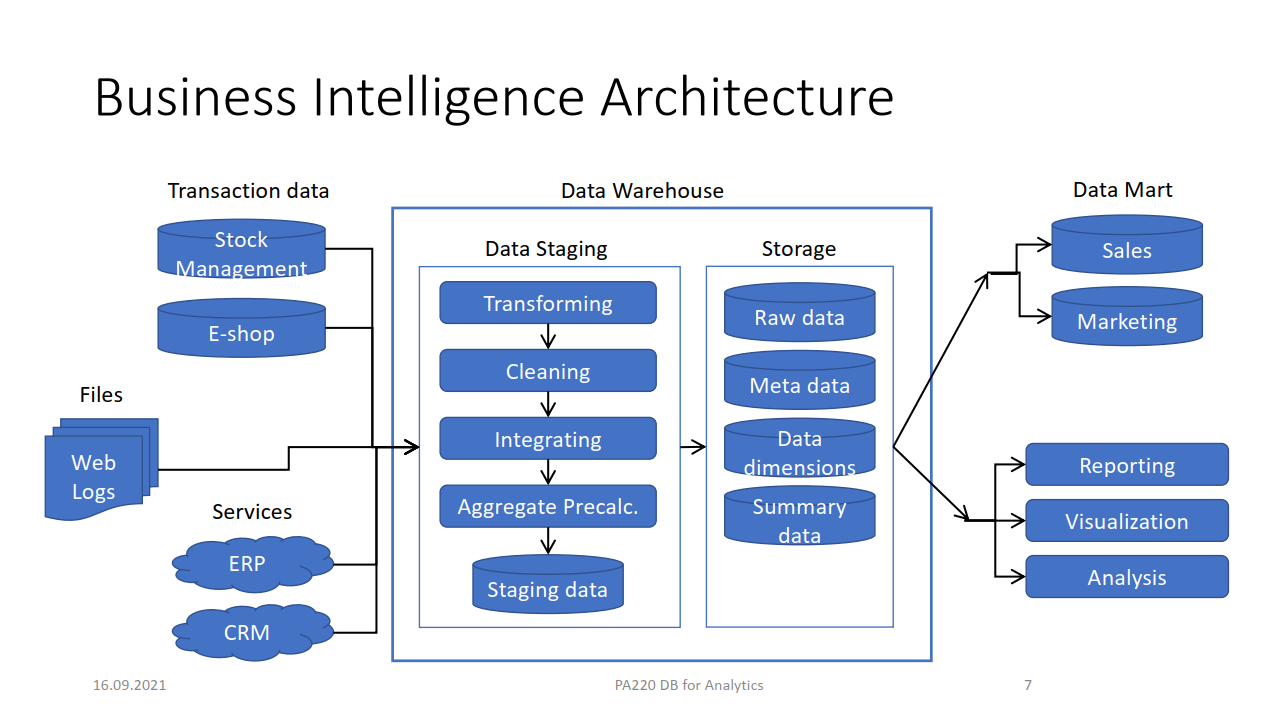 Business Intelligence Architecture
Transaction data
Stock
Management
E-shop
Files
Web
Logs
Services
ERP
CRM
Data Warehouse
Data Staging
Transforming
Cleaning
Integrating
Aggregate Precalc.
Staging data
Storage
Raw data
Meta data
Data
dimensions
Summary
data
Data Mart
Sales
Marketing
Reporting
Visualization
Analysis
16.09.2021
PA220 DB for Analytics
7